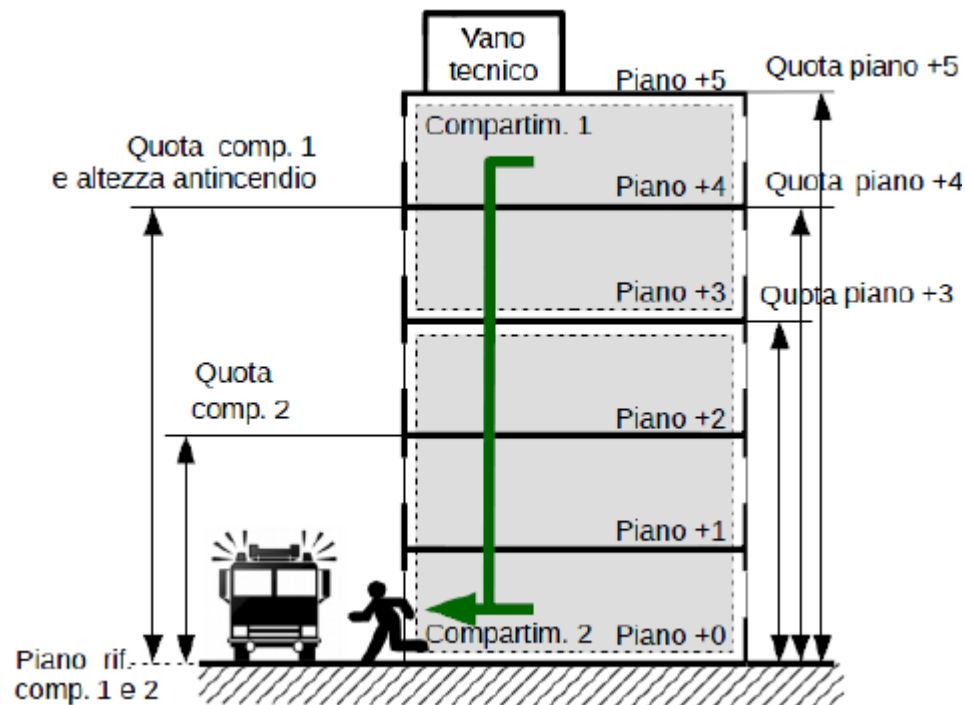 Vano
tecnico
Piano +5
Quota piano +5
Compartim. 1
Quota comp. 1
e altezza antincendio
Piano +4
Quota piano +4
Piano +3
Quota piano +3
Quota
comp. 2
Piano +2
Piano +1
Compartim. 2
Piano +0
Piano rif.
comp. 1 e 2